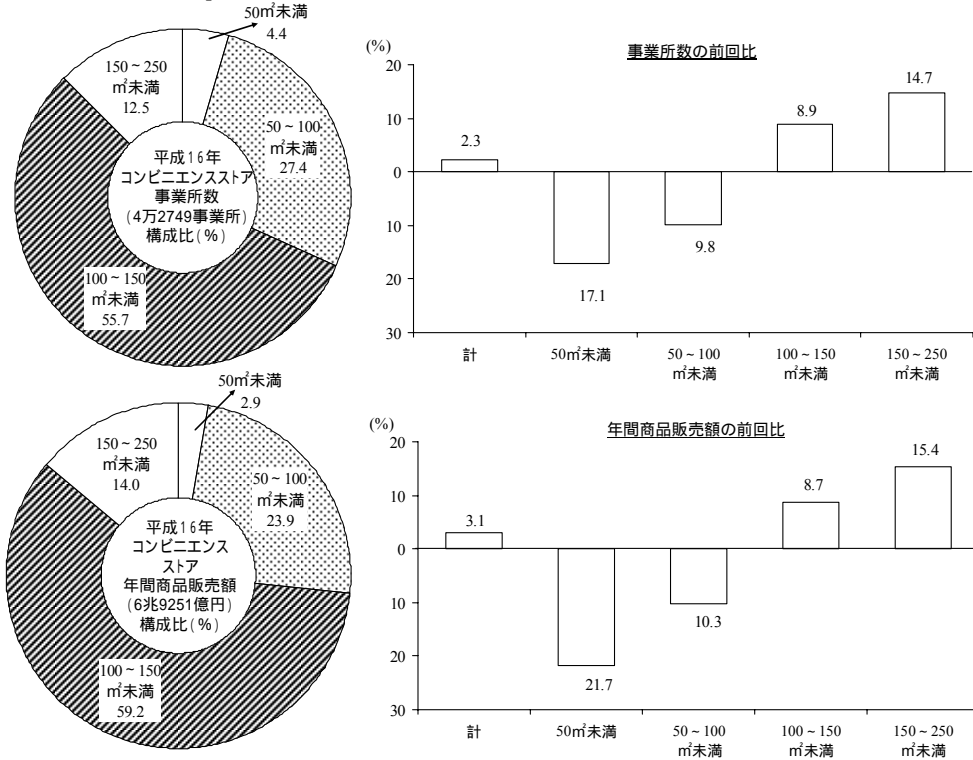 50㎡未満
4.4
50～100
㎡未満
27.4
100～150
㎡未満
55.7
150～250
㎡未満
12.5
平成16年
コンビニエンスストア
事業所数
(4万2749事業所)
構成比(%)
事業所数の前回比
(%)
20
10
0
10
20
30
2.3
17.1
9.8
8.9
14.7
計
50㎡未満
50～100
㎡未満
100～150
㎡未満
150～250
㎡未満
50㎡未満
2.9
50～100
㎡未満
23.9
100～150
㎡未満
59.2
150～250
㎡未満
14.0
平成16年
コンビニエンス
ストア
年間商品販売額
(6兆9251億円)
構成比(%)
年間商品販売額の前回比
(%)
20
10
0
10
20
30
3.1
21.7
10.3
8.7
15.4
計
50㎡未満
50～100
㎡未満
100～150
㎡未満
150～250
㎡未満